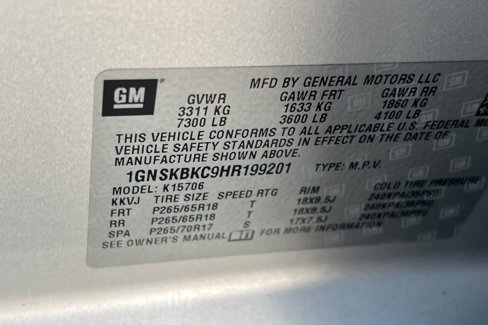 GM
MFD BY GENERAL MOTORS LLC
GVWR GAWR FRT GAWR RR
3311 KG 1633 KG 1860 KG
7300 LB 3600 LB 4100 LB
THIS VEHICLE CONFORMS TO ALL APPLICABLE U.S. FEDERAL MOTOR
VEHICLE SAFETY STANDARDS IN EFFECT ON THE DATE OF
MANUFACTURE SHOWN ABOVE.
1GNSKBKC9HR199201 TYPE: M.P.V.
MODEL: K15706
KKVJ TIRE SIZE SPEED RTG RIM COLD TIRE PRESSURE
FRT P265/65R18 T 18X8.5J 240KPA(35PSI)
RR P265/65R18 T 18X8.5J 240KPA(35PSI)
SPA P265/70R17 S 17X7.5J 240KPA(35PSI)
SEE OWNER'S MANUAL FOR MORE INFORMATION